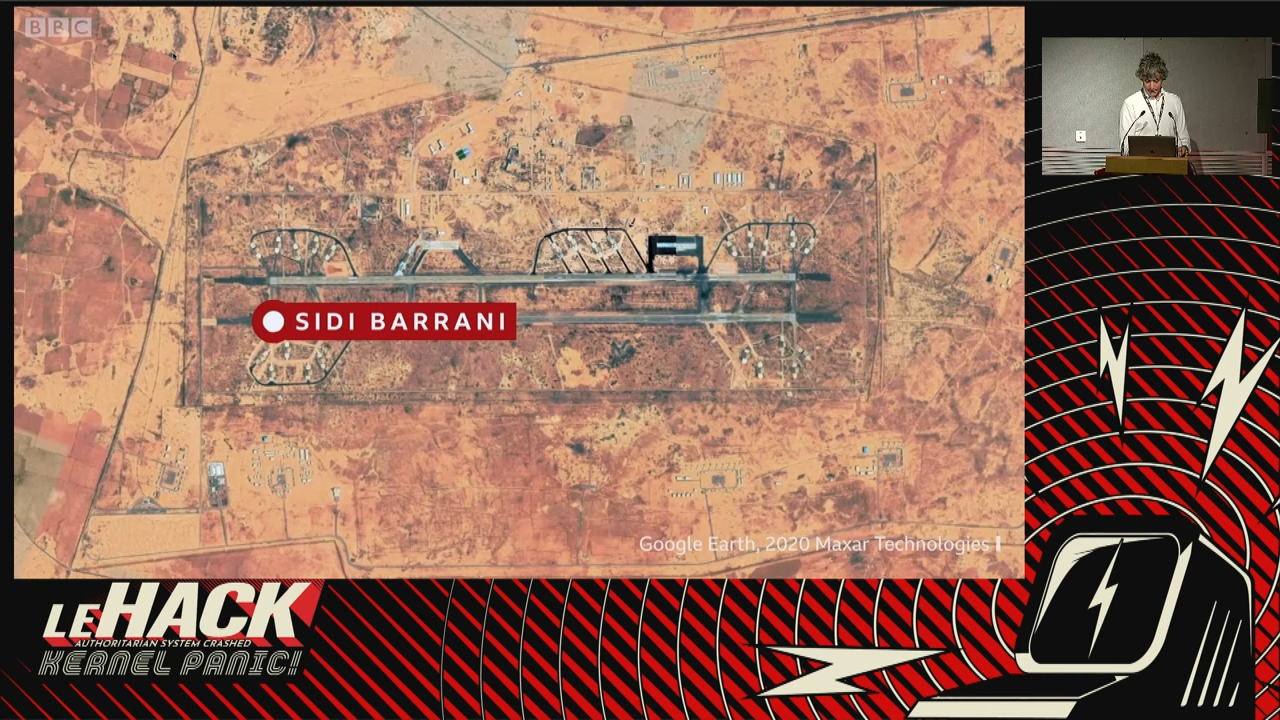 BBC
SIDI BARRANI
Google Earth, 2020 Maxar Technologies
LEHACK
AUTHORITARIAN SYSTEM CRASHED
KERNEL PANIC!